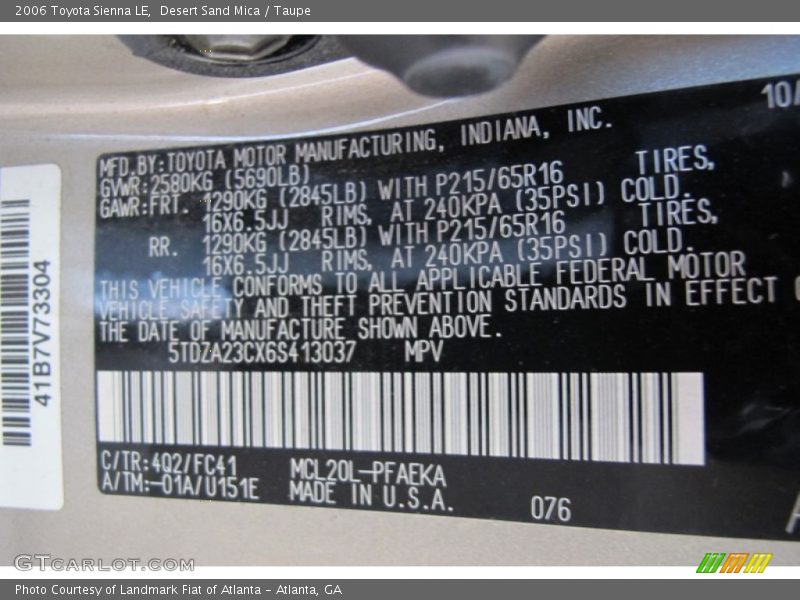 2006 Toyota Sienna LE, Desert Sand Mica / Taupe
10/
MFD.BY:TOYOTA MOTOR MANUFACTURING, INDIANA, INC.
GVWR:2580KG (5690LB)
GAWR:FRT. 1290KG (2845LB) WITH P215/65R16 TIRES,
16X6.5JJ RIMS, AT 240KPA (35PSI) COLD.
RR. 1290KG (2845LB) WITH P215/65R16 TIRES,
16X6.5JJ RIMS, AT 240KPA (35PSI) COLD.
THIS VEHICLE CONFORMS TO ALL APPLICABLE FEDERAL MOTOR
VEHICLE SAFETY AND THEFT PREVENTION STANDARDS IN EFFECT
THE DATE OF MANUFACTURE SHOWN ABOVE.
5TDZA23CX6S413037 MPV
41B7V73304
C/TR:4Q2/FC41 MCL20L-PFAEKA
A/TM:-01A/U151E MADE IN U.S.A. 076
GTCARLOT.COM
Photo Courtesy of Landmark Fiat of Atlanta - Atlanta, GA